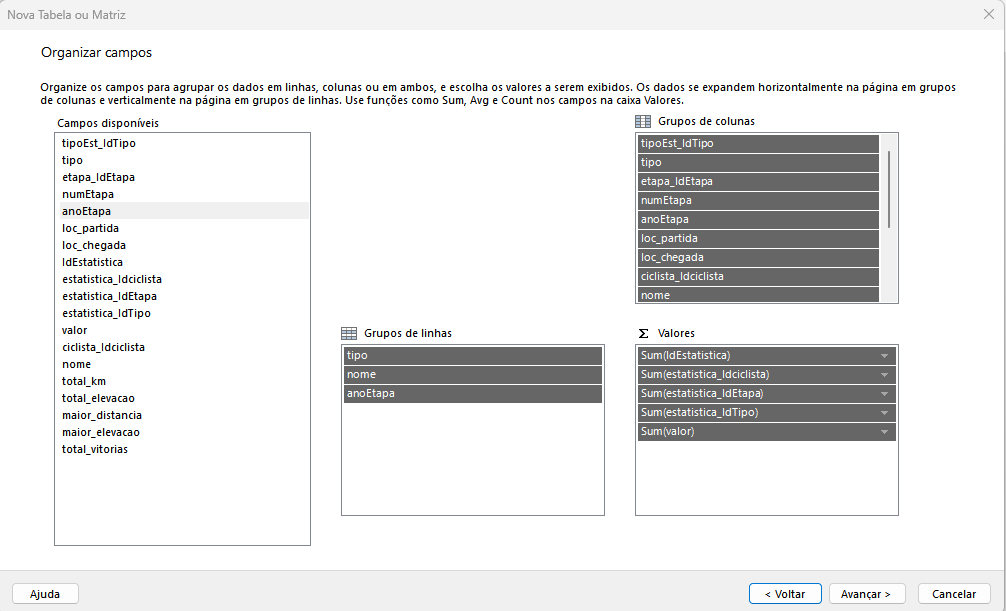 Nova Tabela ou Matriz
Organizar campos
Organize os campos para agrupar os dados em linhas, colunas ou em ambos, e escolha os valores a serem exibidos. Os dados se expandem horizontalmente na página em grupos
de colunas e verticalmente na página em grupos de linhas. Use funções como Sum, Avg e Count nos campos na caixa Valores.
Campos disponíveis
tipoEst_IdTipo
tipo
etapa_IdEtapa
numEtapa
anoEtapa
loc_partida
loc_chegada
IdEstatistica
estatistica_Idciclista
estatistica_IdEtapa
estatistica_IdTipo
valor
ciclista_Idciclista
nome
total_km
total_elevacao
maior_distancia
maior_elevacao
total_vitorias
Grupos de colunas
tipoEst_IdTipo
tipo
etapa_IdEtapa
numEtapa
anoEtapa
loc_partida
loc_chegada
ciclista_Idciclista
nome
Grupos de linhas
tipo
nome
anoEtapa
Σ Valores
Sum(IdEstatistica)
Sum(estatistica_Idciclista)
Sum(estatistica_IdEtapa)
Sum(estatistica_IdTipo)
Sum(valor)
Ajuda
< Voltar
Avançar >
Cancelar